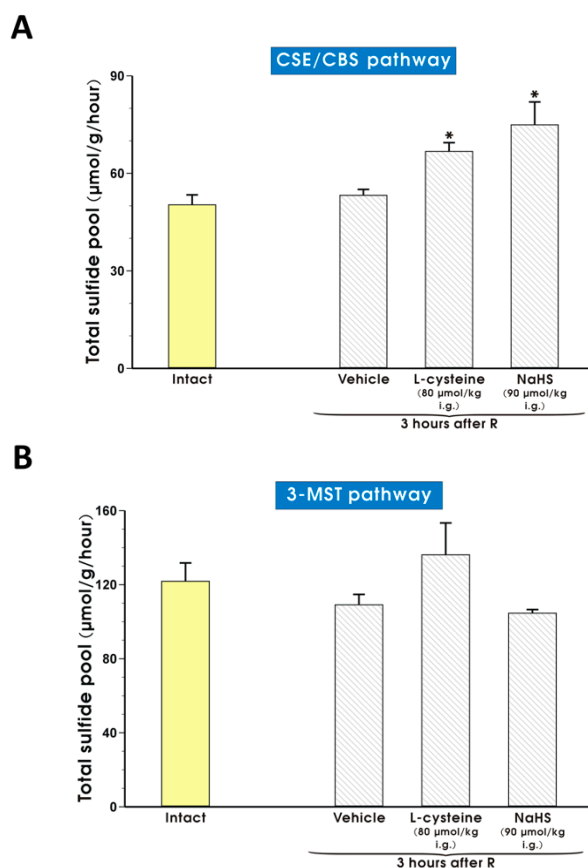 A
CSE/CBS pathway
Total sulfide pool (µmol/g/hour)
90
60
30
0
*
*
Intact
Vehicle
L-cysteine
(80 µmol/kg
i.g.)
NaHS
(90 µmol/kg
i.g.)
3 hours after R
B
3-MST pathway
Total sulfide pool (µmol/g/hour)
160
120
80
40
0
Intact
Vehicle
L-cysteine
(80 µmol/kg
i.g.)
NaHS
(90 µmol/kg
i.g.)
3 hours after R